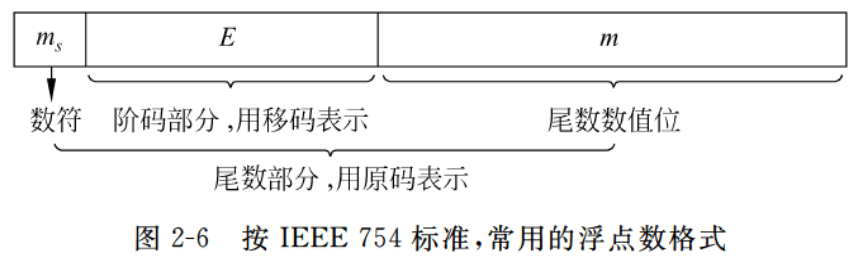 mₛ E m
数符 阶码部分,用移码表示 尾数数值位
尾数部分,用原码表示
图 2-6 按 IEEE 754 标准,常用的浮点数格式